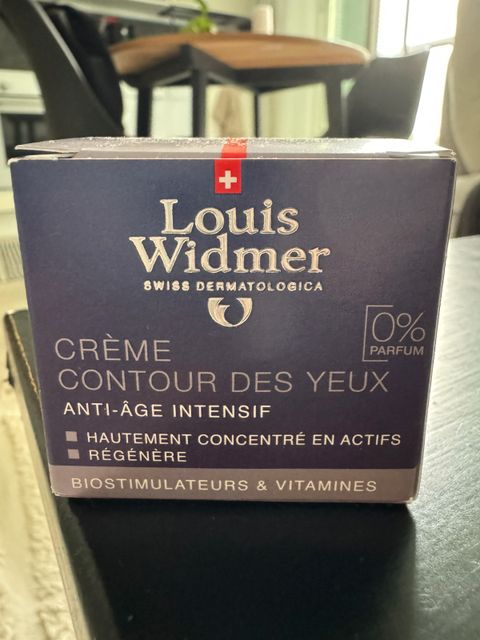 Louis
Widmer
SWISS DERMATOLOGICA
0%
PARFUM
CRÈME
CONTOUR DES YEUX
ANTI-ÂGE INTENSIF
HAUTEMENT CONCENTRÉ EN ACTIFS
RÉGÉNÈRE
BIOSTIMULATEURS & VITAMINES